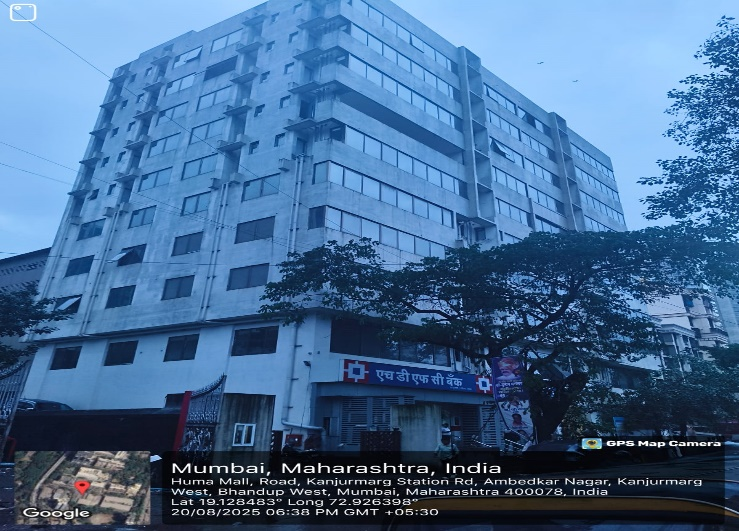 एच डी एफ सी बँक
GPS Map Camera
Mumbai, Maharashtra, India
Huma Mall, Road, Kanjurmarg Station Rd, Ambedkar Nagar, Kanjurmarg
West, Bhandup West, Mumbai, Maharashtra 400078, India
Lat 19.128483° Long 72.926398°
20/08/2025 06:38 PM GMT +05:30
Google